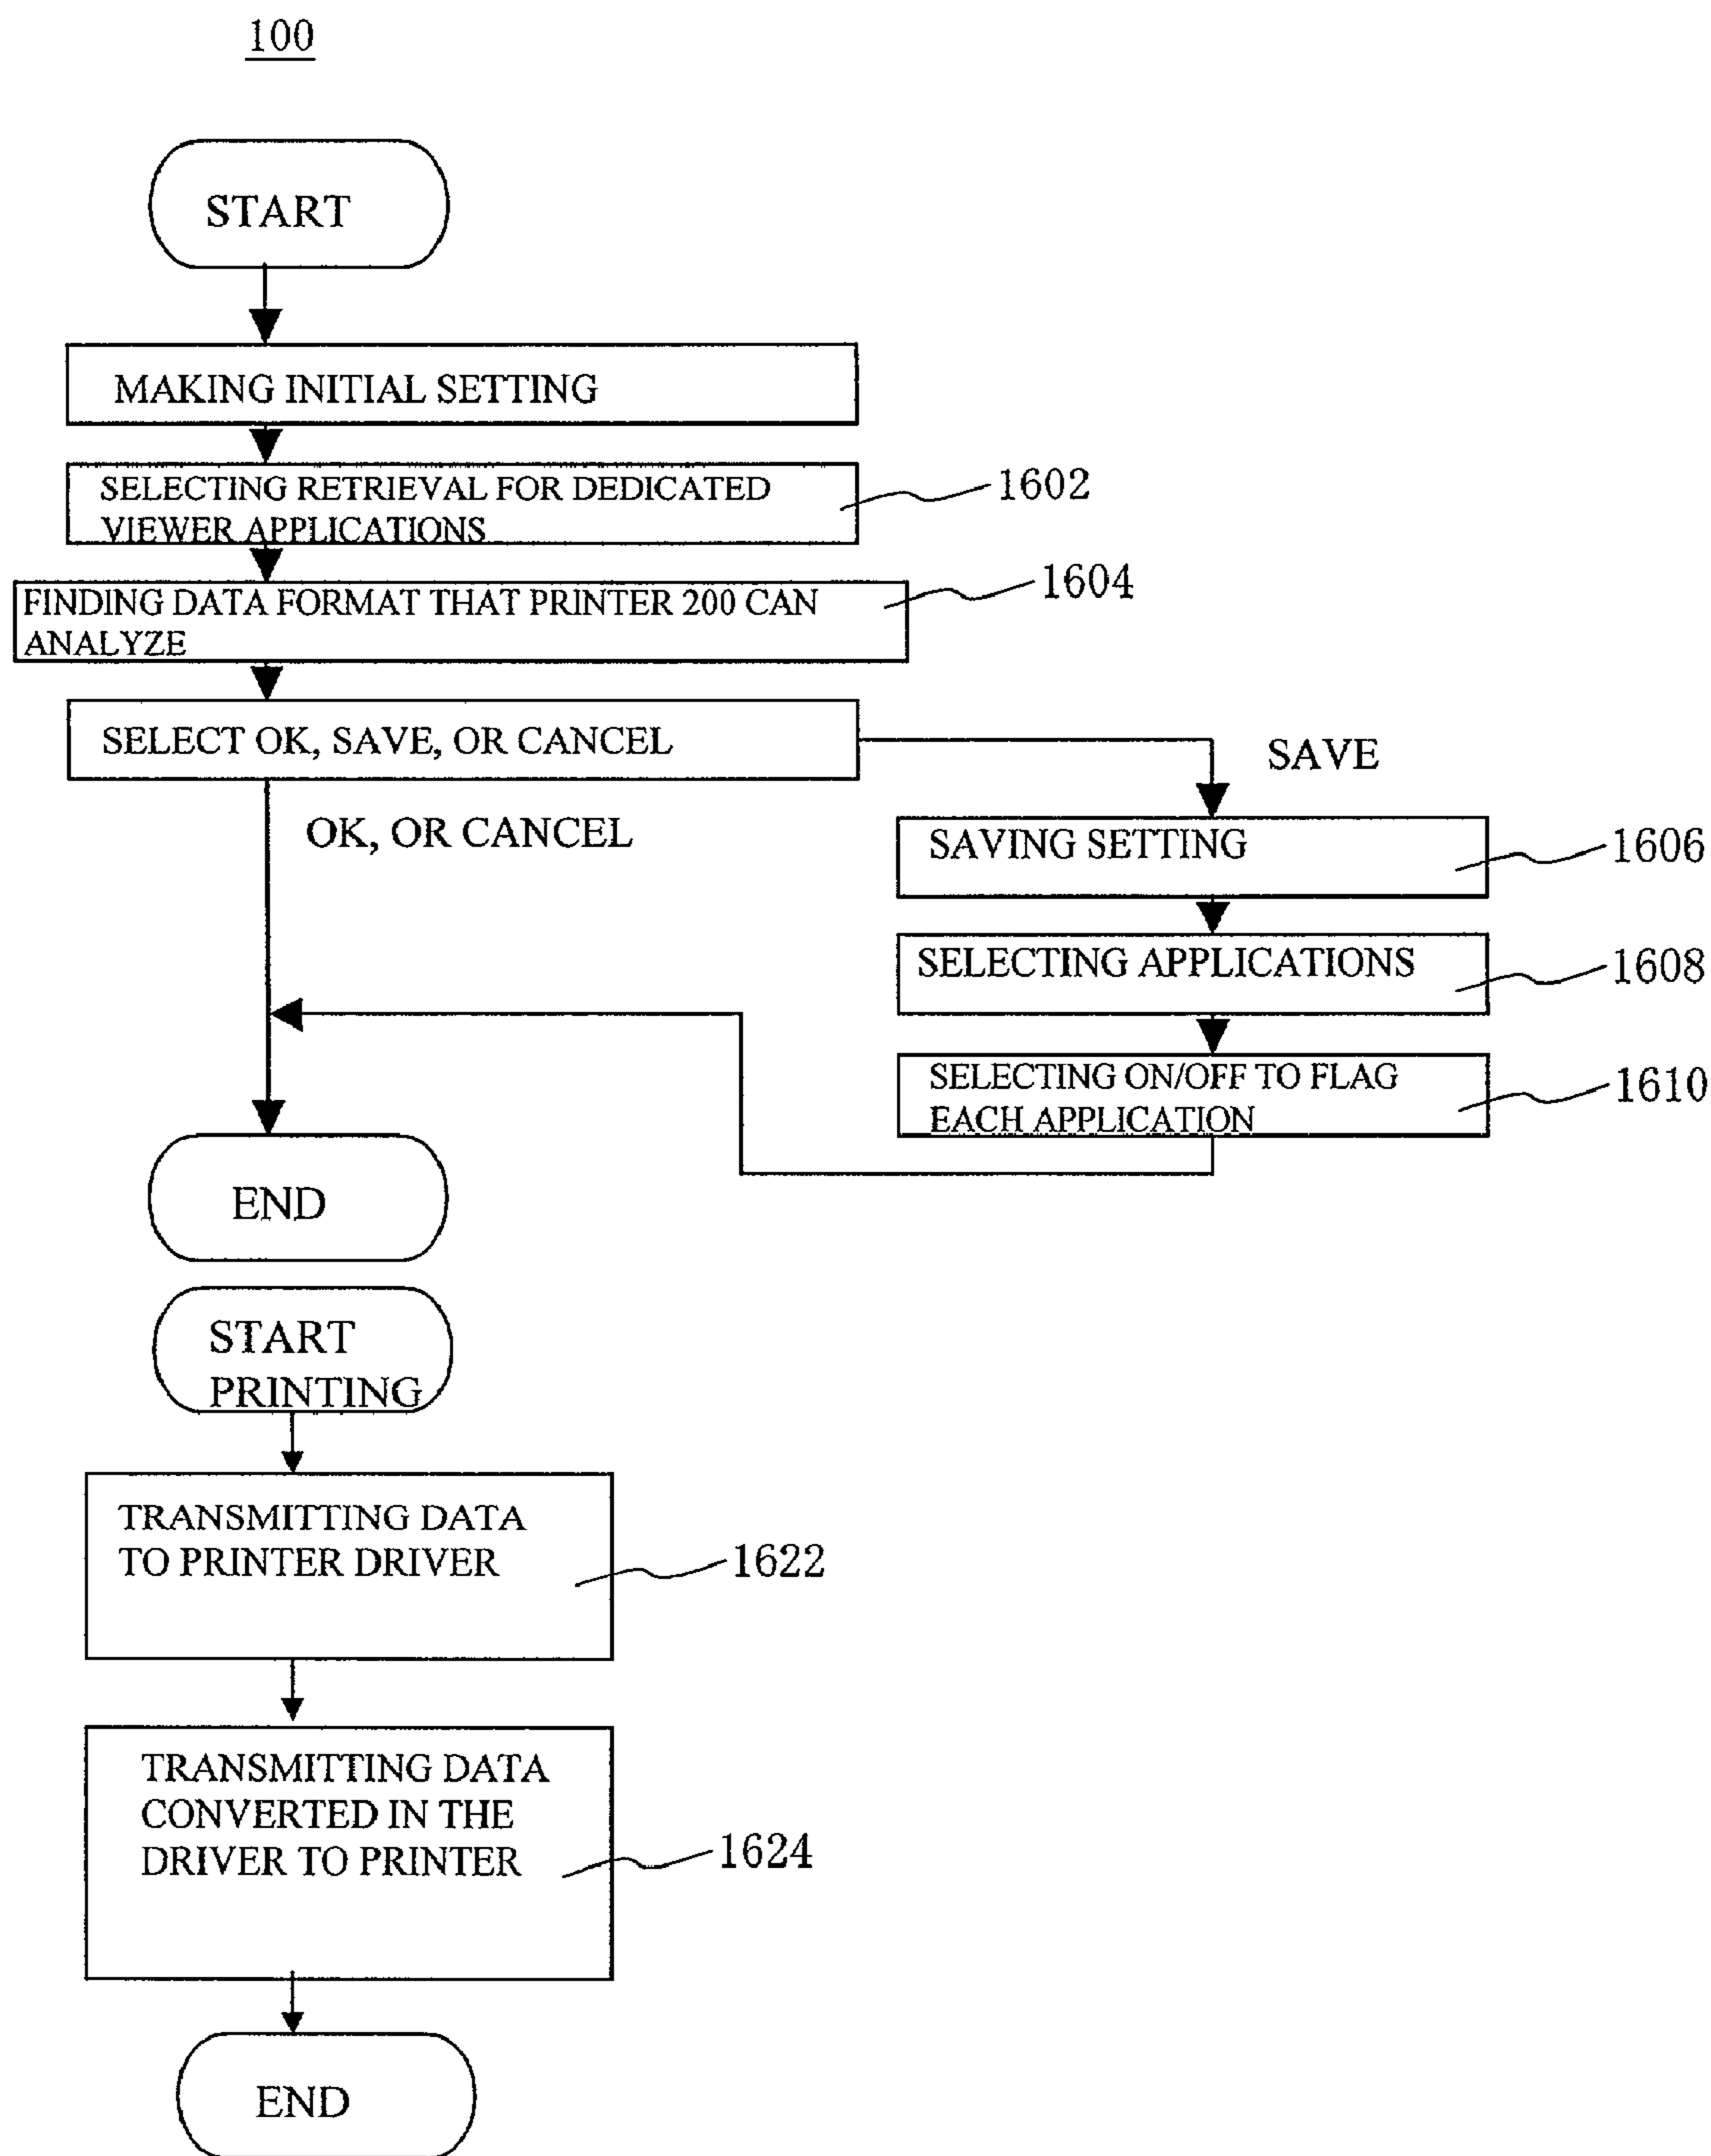 100
START
MAKING INITIAL SETTING
SELECTING RETRIEVAL FOR DEDICATED
VIEWER APPLICATIONS
1602
FINDING DATA FORMAT THAT PRINTER 200 CAN
ANALYZE
1604
SELECT OK, SAVE, OR CANCEL
SAVE
OK, OR CANCEL
SAVING SETTING
1606
SELECTING APPLICATIONS
1608
SELECTING ON/OFF TO FLAG
EACH APPLICATION
1610
END
START
PRINTING
TRANSMITTING DATA
TO PRINTER DRIVER
1622
TRANSMITTING DATA
CONVERTED IN THE
DRIVER TO PRINTER
1624
END